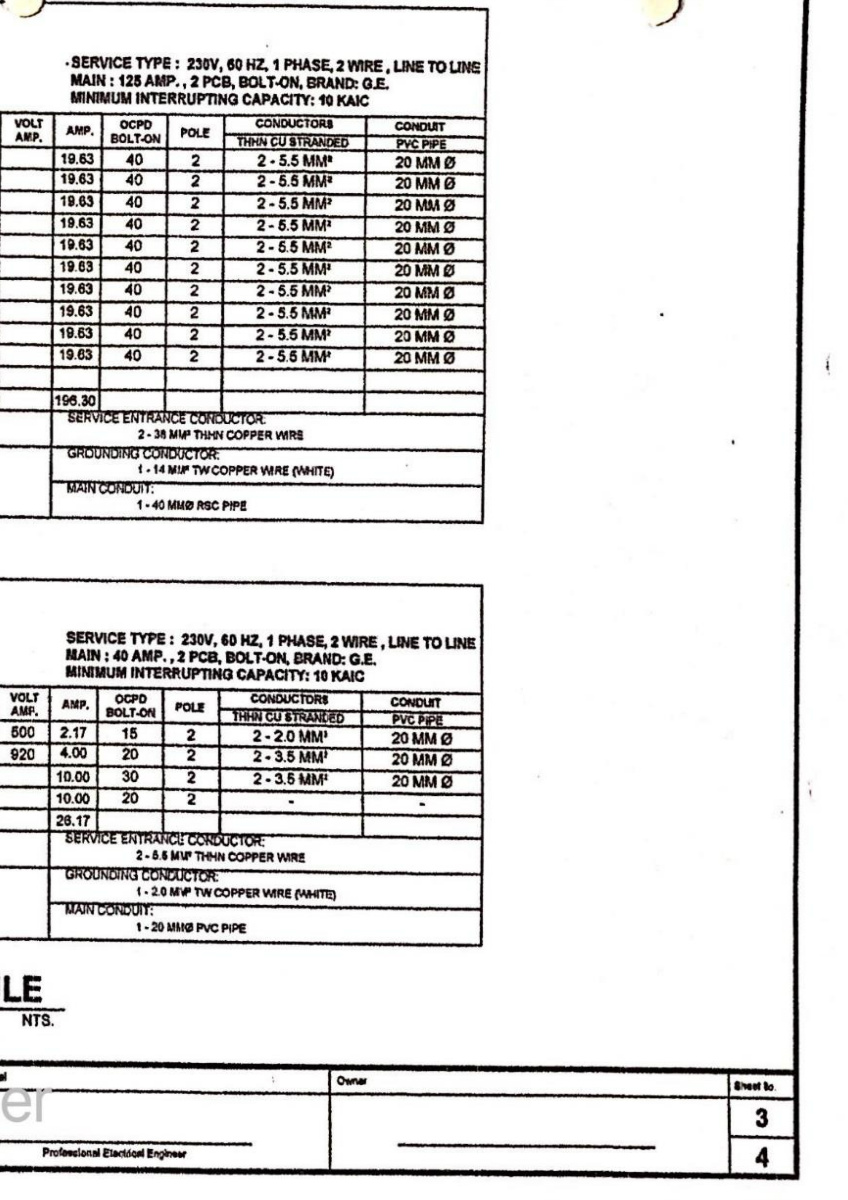 SERVICE TYPE : 230V, 60 HZ, 1 PHASE, 2 WIRE , LINE TO LINE
MAIN : 125 AMP. , 2 PCB, BOLT-ON, BRAND: G.E.
MINIMUM INTERRUPTING CAPACITY: 10 KAIC
VOLT AMP. AMP. OCPD BOLT-ON POLE CONDUCTORS CONDUIT
THHN CU STRANDED PVC PIPE
19.63 40 2 2 - 5.5 MM² 20 MM Ø
19.63 40 2 2 - 5.5 MM² 20 MM Ø
19.63 40 2 2 - 5.5 MM² 20 MM Ø
19.63 40 2 2 - 5.5 MM² 20 MM Ø
19.63 40 2 2 - 5.5 MM² 20 MM Ø
19.63 40 2 2 - 5.5 MM² 20 MM Ø
19.63 40 2 2 - 5.5 MM² 20 MM Ø
19.63 40 2 2 - 5.5 MM² 20 MM Ø
19.63 40 2 2 - 5.5 MM² 20 MM Ø
19.63 40 2 2 - 5.5 MM² 20 MM Ø
196.30
SERVICE ENTRANCE CONDUCTOR:
2 - 38 MM² THHN COPPER WIRE
GROUNDING CONDUCTOR:
1 - 14 MM² TW COPPER WIRE (WHITE)
MAIN CONDUIT:
1 - 40 MMØ RSC PIPE
SERVICE TYPE : 230V, 60 HZ, 1 PHASE, 2 WIRE , LINE TO LINE
MAIN : 40 AMP. , 2 PCB, BOLT-ON, BRAND: G.E.
MINIMUM INTERRUPTING CAPACITY: 10 KAIC
VOLT AMP. AMP. OCPD BOLT-ON POLE CONDUCTORS CONDUIT
THHN CU STRANDED PVC PIPE
500 2.17 15 2 2 - 2.0 MM² 20 MM Ø
920 4.00 20 2 2 - 3.5 MM² 20 MM Ø
10.00 30 2 2 - 3.5 MM² 20 MM Ø
10.00 20 2 - -
26.17
SERVICE ENTRANCE CONDUCTOR:
2 - 5.5 MM² THHN COPPER WIRE
GROUNDING CONDUCTOR:
1 - 2.0 MM² TW COPPER WIRE (WHITE)
MAIN CONDUIT:
1 - 20 MMØ PVC PIPE
LE
NTS.
Owner
Sheet No.
er
3
Professional Electrical Engineer
4